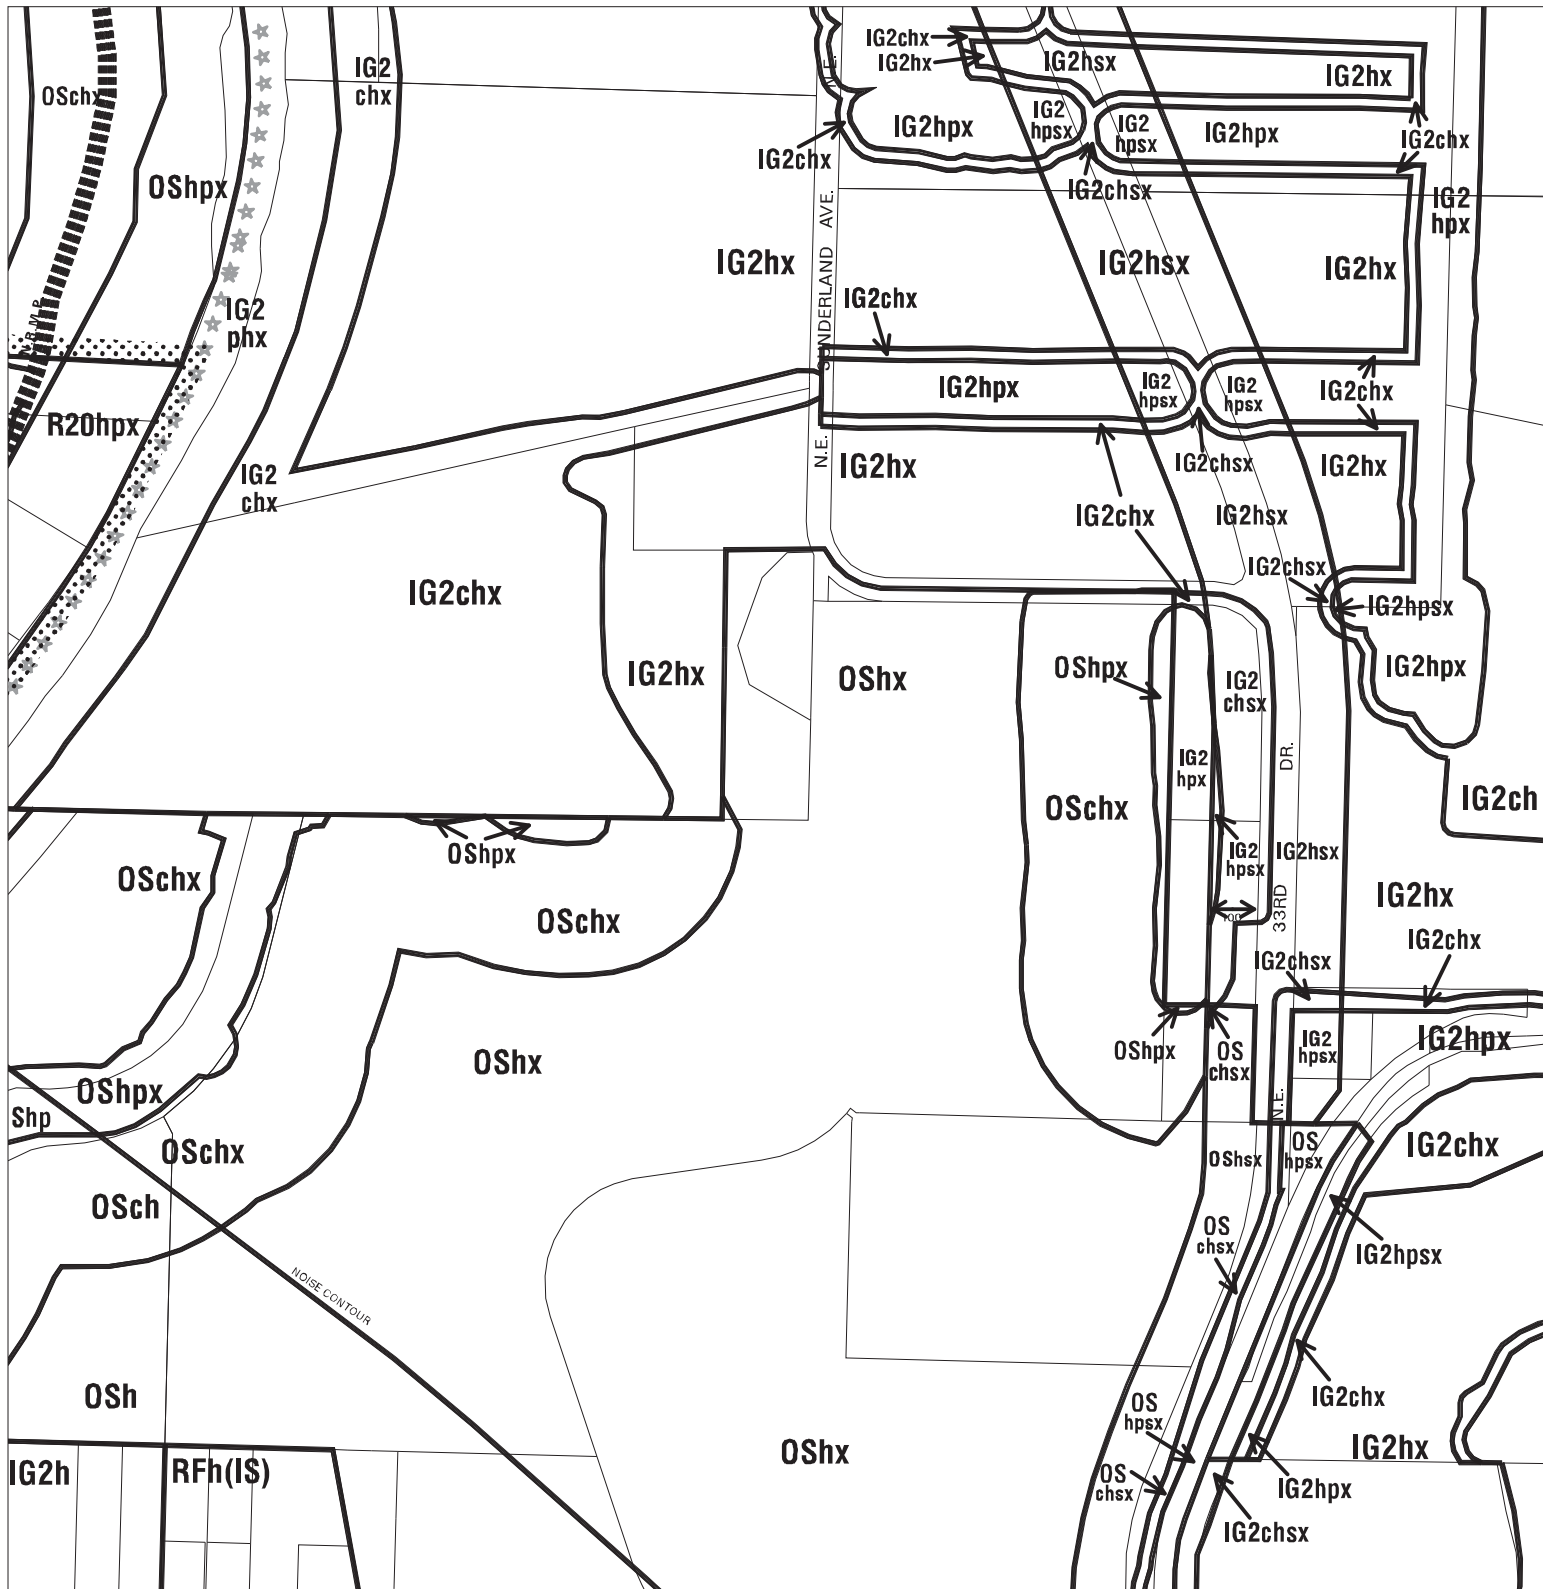 IG2chx
IG2hx
IG2hsx
IG2hx
IG2
chx
OSchx
N.E.
IG2hpx
IG2
hpsx
IG2
hpsx
IG2hpx
IG2chx
IG2chx
IG2chsx
OShpx
IG2
hpx
SUNDERLAND AVE.
IG2hx
IG2hsx
IG2hx
IG2chx
IG2
phx
IG2hpx
IG2
hpsx
IG2
hpsx
IG2chx
R20hpx
N.E.
IG2hx
IG2chsx
IG2hx
IG2
chx
IG2chx
IG2hsx
IG2chsx
IG2chx
IG2hpsx
IG2hx
OShx
OShpx
IG2
chsx
IG2hpx
DR.
IG2
hpx
OSchx
IG2ch
OShpx
IG2
hpsx
IG2hsx
OSchx
IG2hx
OSchx
100'
33RD
IG2chx
IG2chsx
OShx
OShpx
OS
chsx
IG2
hpsx
IG2hpx
OShpx
Shp
N.E.
OSchx
OShsx
OS
hpsx
IG2chx
OSch
OS
chsx
IG2hpsx
NOISE CONTOUR
OSh
OS
hpsx
IG2chx
OShx
IG2hx
IG2h
RFh(IS)
OS
chsx
IG2hpx
IG2chsx